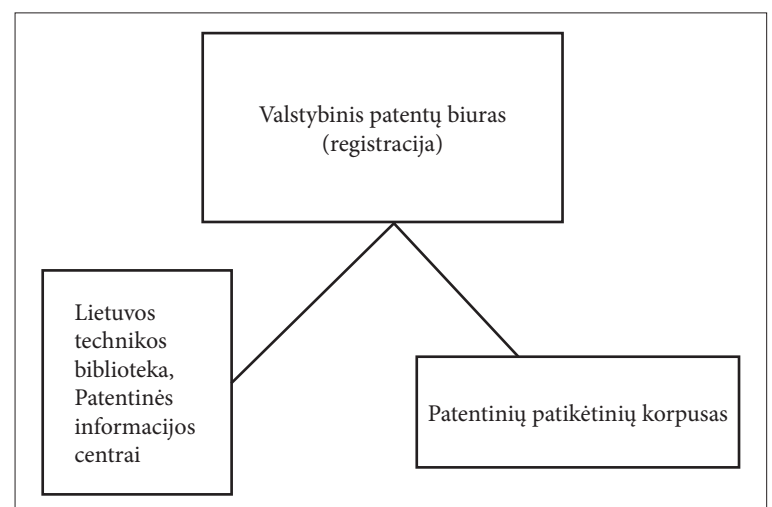 Valstybinis patentų biuras
(registracija)
Lietuvos
technikos
biblioteka,
Patentinės
informacijos
centrai
Patentinių patikėtinių korpusas